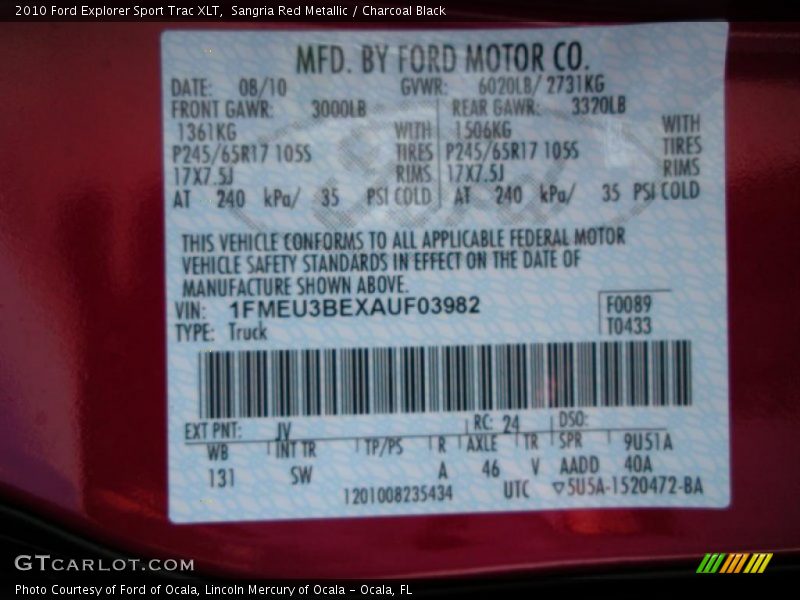 2010 Ford Explorer Sport Trac XLT, Sangria Red Metallic / Charcoal Black
MFD. BY FORD MOTOR CO.
DATE: 08/10 GVWR: 6020LB/ 2731KG
FRONT GAWR: 3000LB REAR GAWR: 3320LB
1361KG WITH 1506KG WITH
P245/65R17 105S TIRES P245/65R17 105S TIRES
17X7.5J RIMS 17X7.5J RIMS
AT 240 kPa/ 35 PSI COLD AT 240 kPa/ 35 PSI COLD
THIS VEHICLE CONFORMS TO ALL APPLICABLE FEDERAL MOTOR
VEHICLE SAFETY STANDARDS IN EFFECT ON THE DATE OF
MANUFACTURE SHOWN ABOVE.
VIN: 1FMEU3BEXAUF03982 F0089
TYPE: Truck T0433
EXT PNT: JV RC: 24 DSO:
WB INT TR TP/PS R AXLE TR SPR 9U51A
131 SW A 46 V AADD 40A
1201008235434 UTC ▽5U5A-1520472-BA
GTCARLOT.COM
Photo Courtesy of Ford of Ocala, Lincoln Mercury of Ocala - Ocala, FL